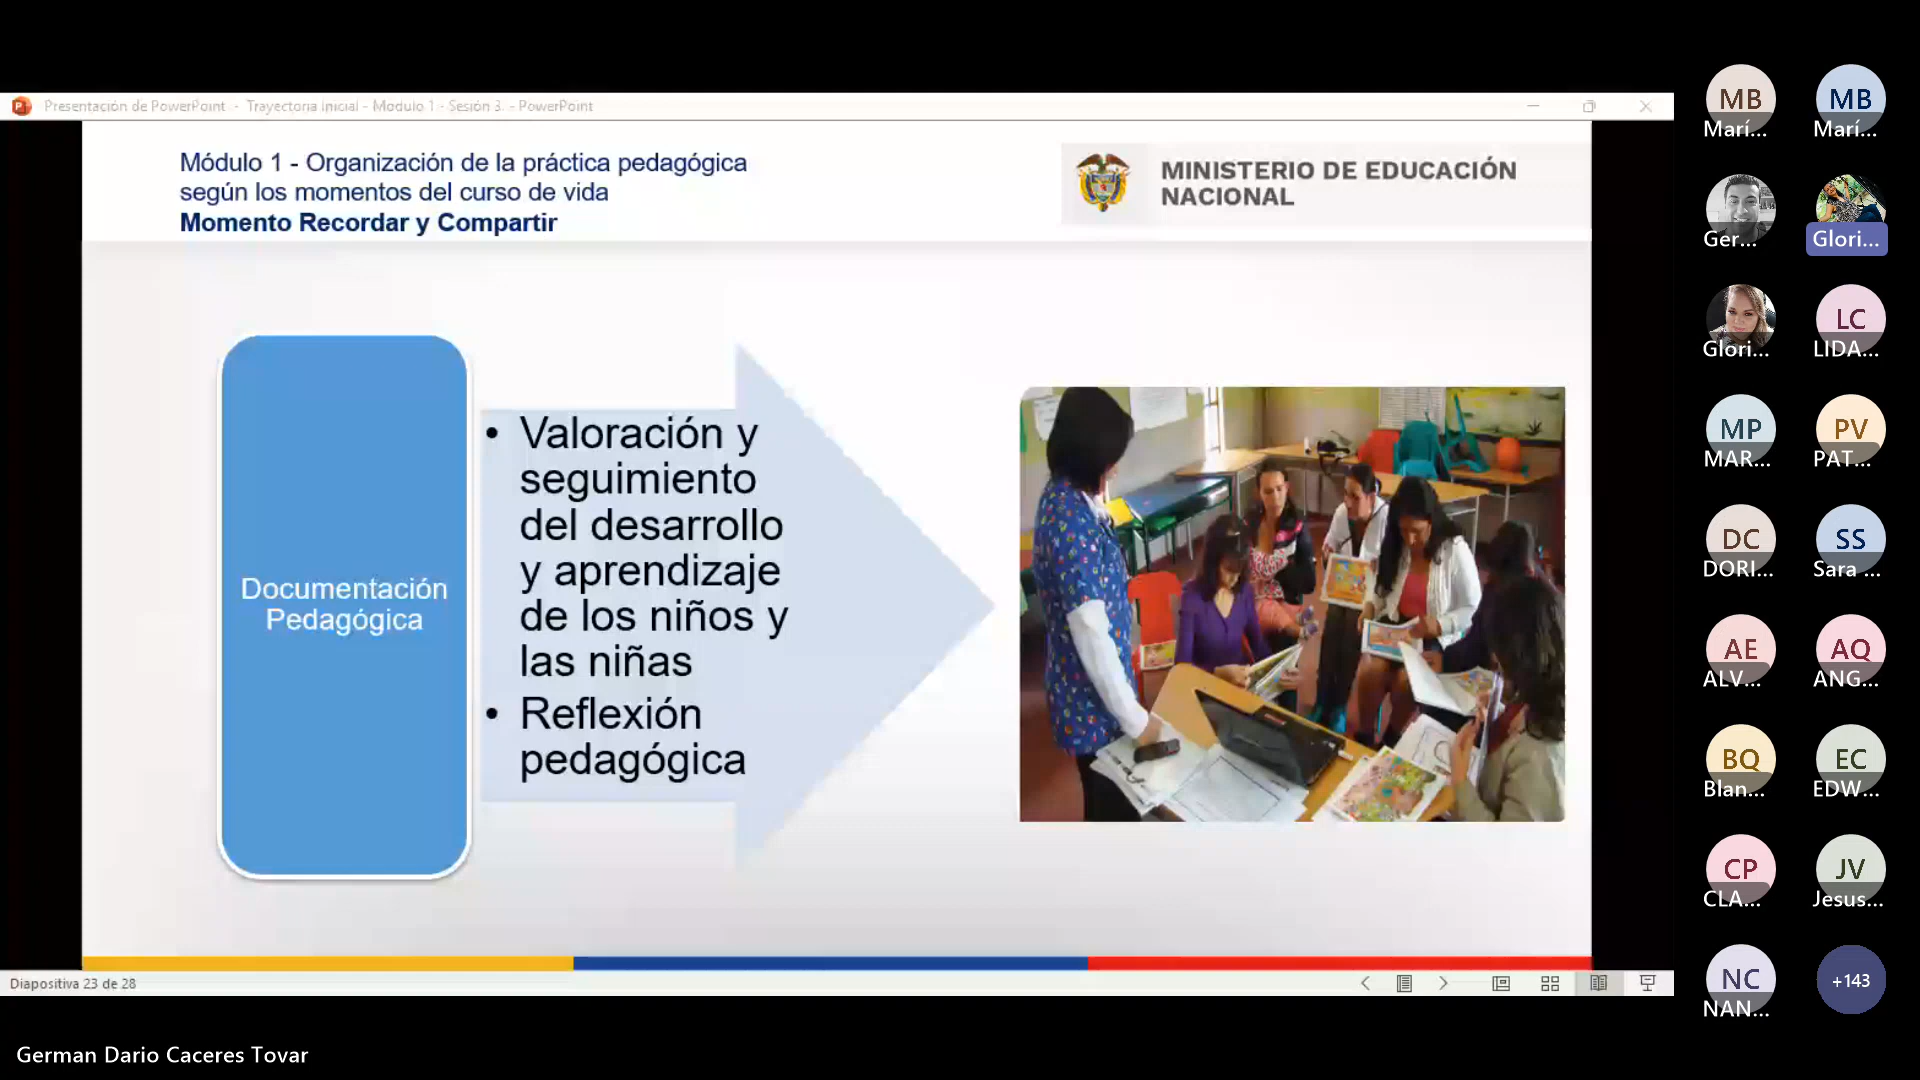 Presentación de PowerPoint - Trayectoria Inicial - Modulo 1 - Sesión 3. - PowerPoint
Módulo 1 - Organización de la práctica pedagógica
según los momentos del curso de vida
Momento Recordar y Compartir
MINISTERIO DE EDUCACIÓN
NACIONAL
Documentación
Pedagógica
• Valoración y
seguimiento
del desarrollo
y aprendizaje
de los niños y
las niñas
• Reflexión
pedagógica
Diapositiva 23 de 28
German Dario Caceres Tovar
MB
Marí...
MB
Marí...
Ger...
Glori...
Glori...
LC
LIDA...
MP
MAR...
PV
PAT...
DC
DORI...
SS
Sara ...
AE
ALV...
AQ
ANG...
BQ
Blan...
EC
EDW...
CP
CLA...
JV
Jesus...
NC
NAN...
+143